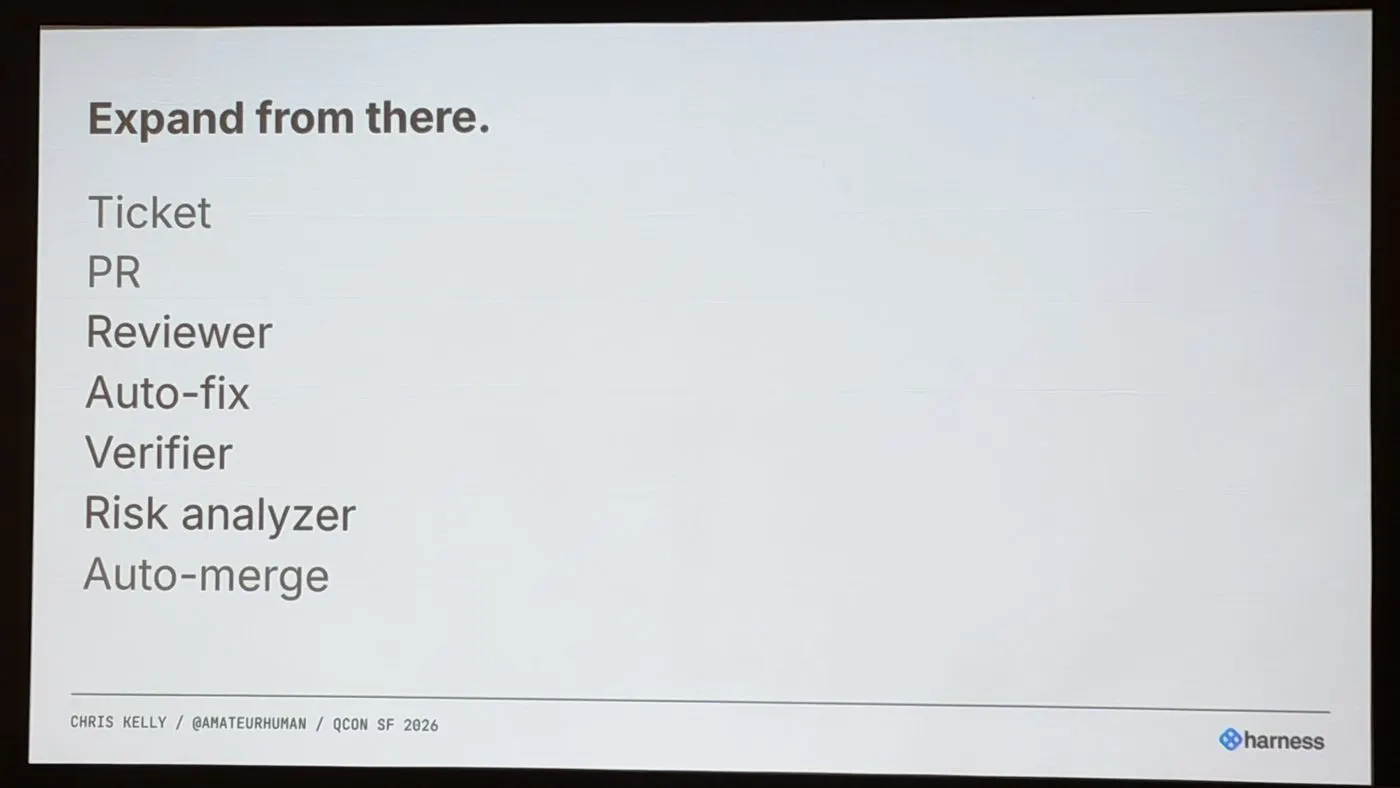 Expand from there.
Ticket
PR
Reviewer
Auto-fix
Verifier
Risk analyzer
Auto-merge
CHRIS KELLY / @AMATEURHUMAN / QCON SF 2026
harness